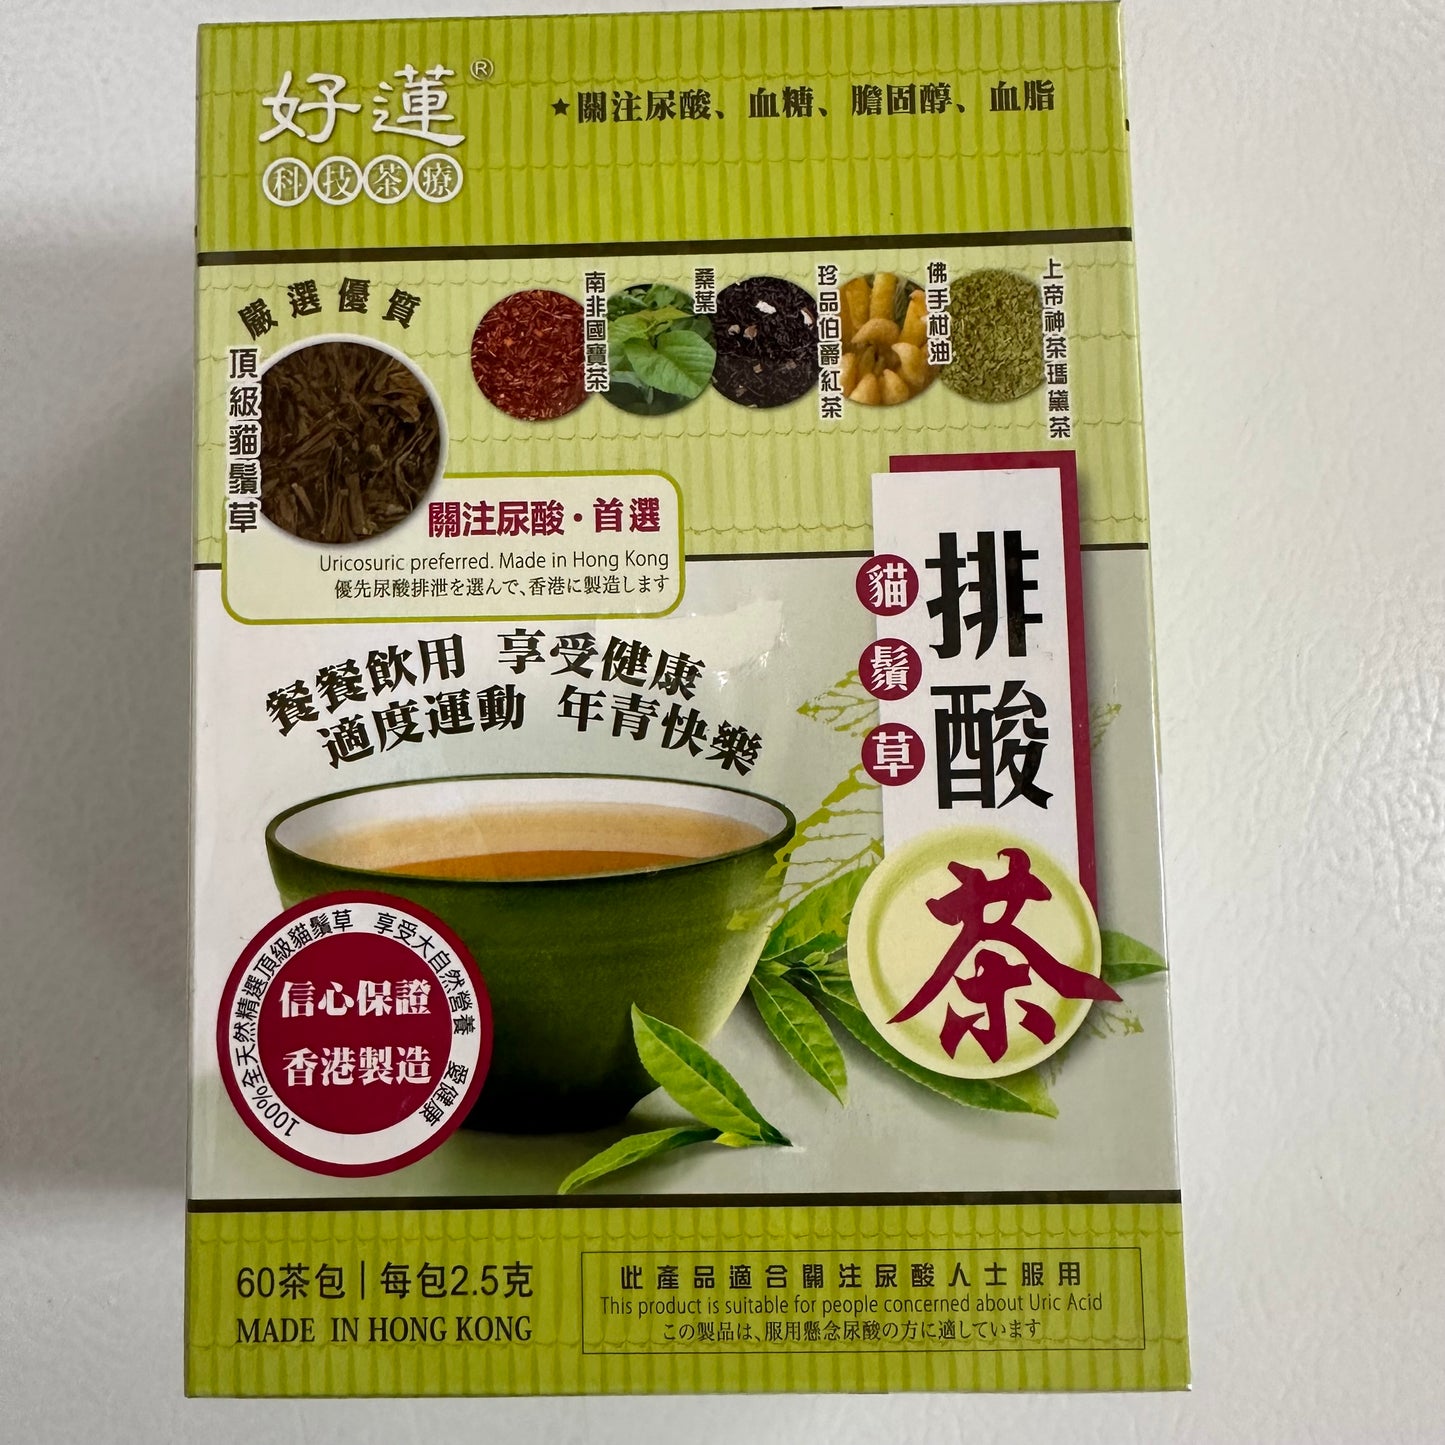 好蓮®
科技茶療
★關注尿酸、血糖、膽固醇、血脂
嚴選優質
頂級貓鬚草
南非國寶茶
桑葉
珍品伯爵紅茶
佛手柑油
上帝神茶瑪黛茶
關注尿酸·首選
Uricosuric preferred. Made in Hong Kong
優先尿酸排泄を選んで、香港に製造します
貓鬚草
排酸茶
餐餐飲用 享受健康
適度運動 年青快樂
100%全天然精選頂級貓鬚草 享受大自然營養 愛健康
信心保證
香港製造
60茶包|每包2.5克
MADE IN HONG KONG
此產品適合關注尿酸人士服用
This product is suitable for people concerned about Uric Acid
この製品は、服用懸念尿酸の方に適しています